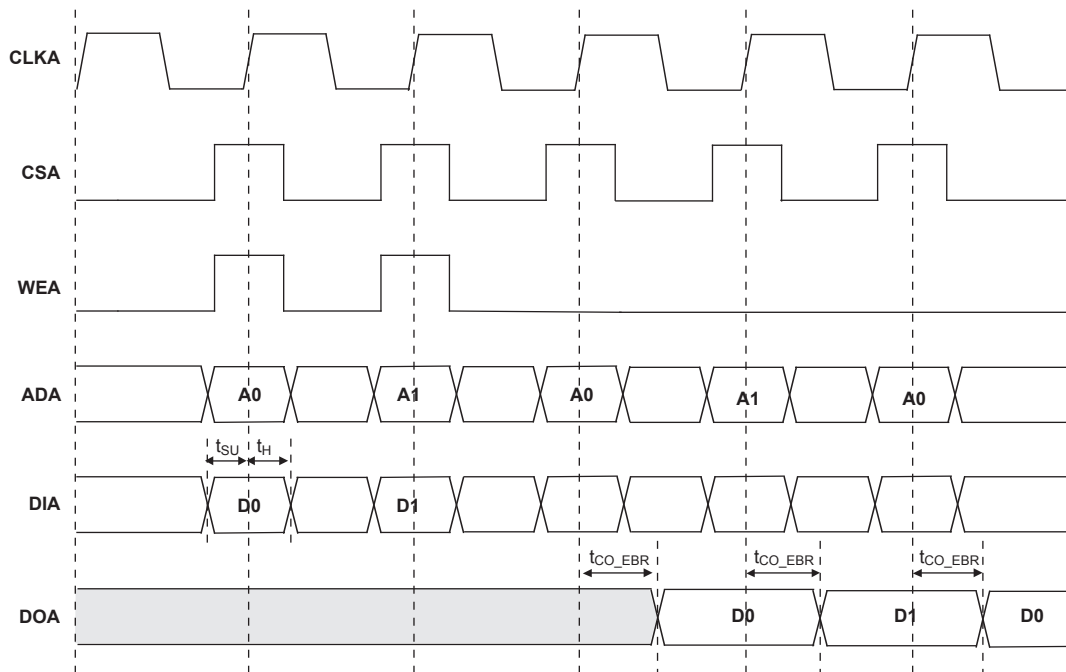 CLKA
CSA
WEA
ADA A0 A1 A0 A1 A0
tSU tH
DIA D0 D1
tCO_EBR tCO_EBR tCO_EBR
DOA D0 D1 D0